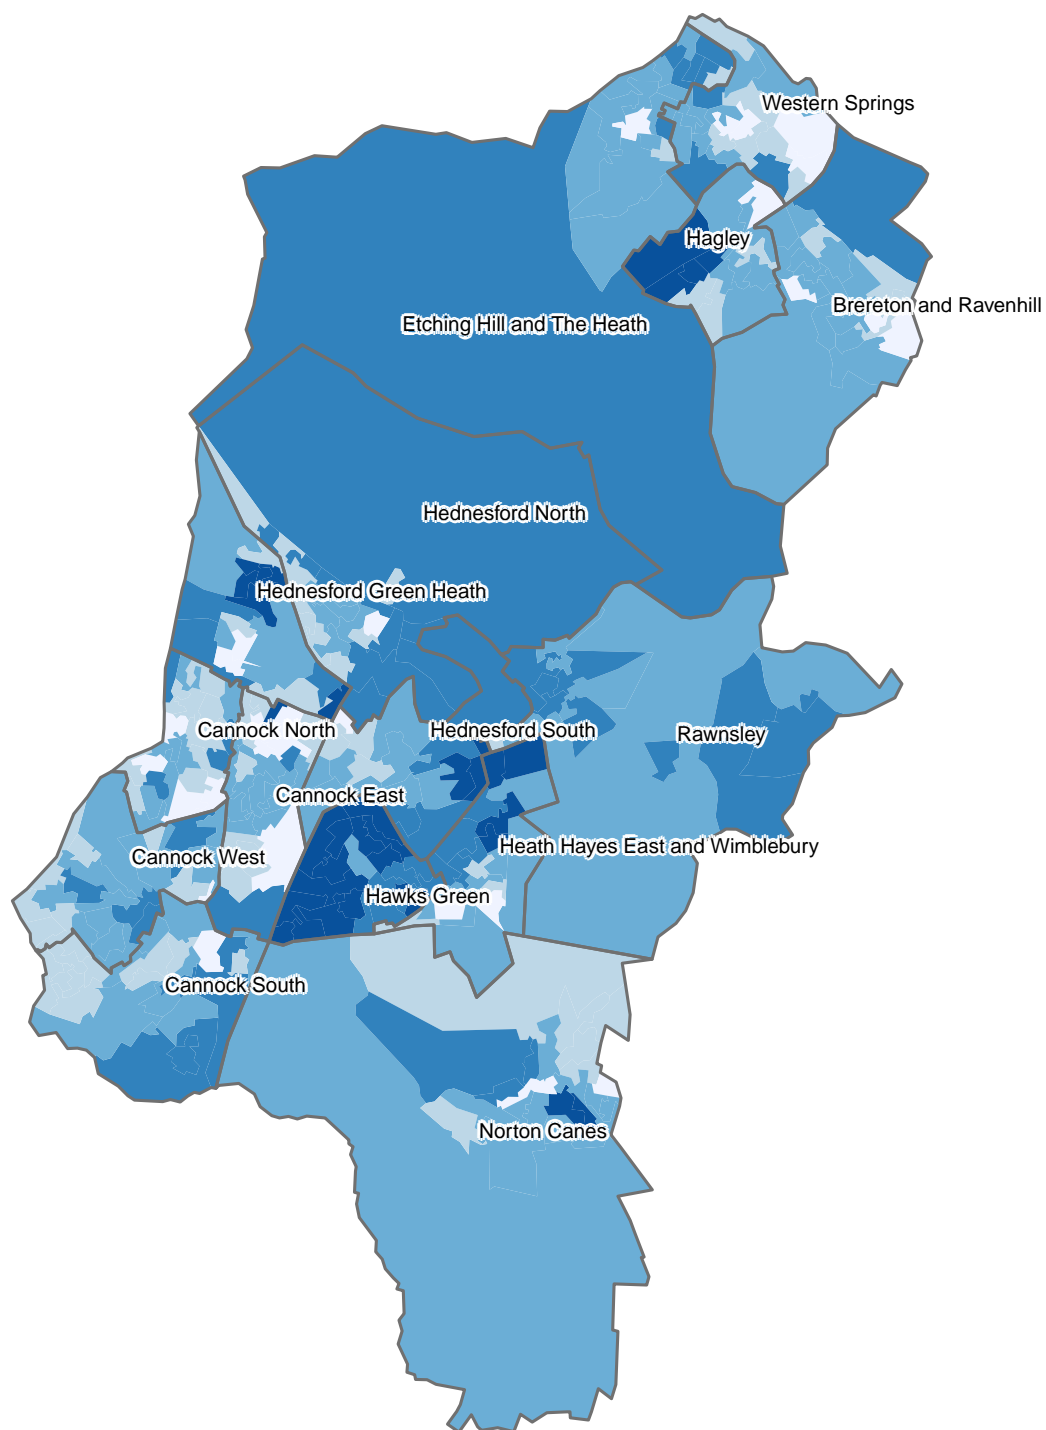 Western Springs
Hagley
Brereton and Ravenhill
Etching Hill and The Heath
Hednesford North
Hednesford Green Heath
Cannock North
Hednesford South
Rawnsley
Cannock East
Heath Hayes East and Wimblebury
Cannock West
Hawks Green
Cannock South
Norton Canes